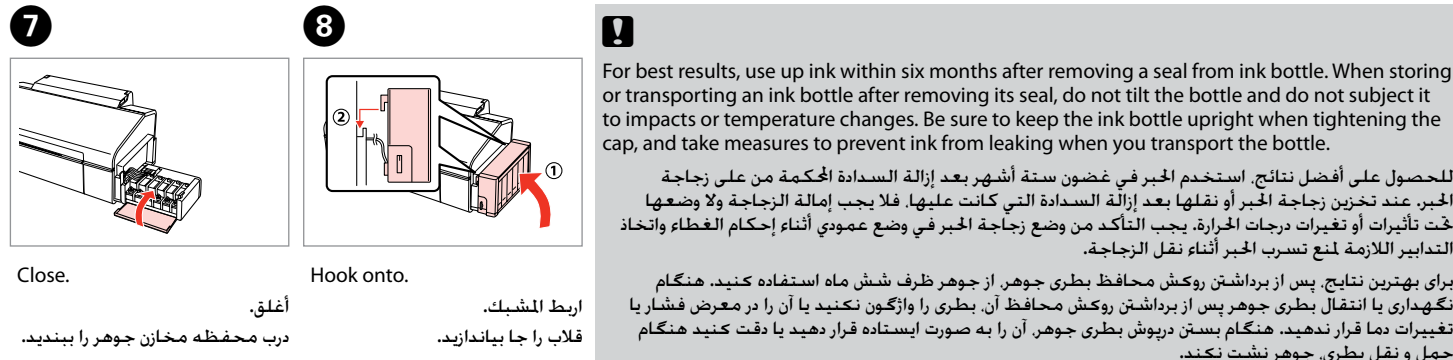 7
Close.
أغلق.
درب محفظه مخازن جوهر را ببندید.
8
②
①
Hook onto.
اربط المشبك.
قلاب را جا بیاندازید.
For best results, use up ink within six months after removing a seal from ink bottle. When storing
or transporting an ink bottle after removing its seal, do not tilt the bottle and do not subject it
to impacts or temperature changes. Be sure to keep the ink bottle upright when tightening the
cap, and take measures to prevent ink from leaking when you transport the bottle.
للحصول على أفضل نتائج، استخدم الحبر في غضون ستة أشهر بعد إزالة السدادة المحكمة من على زجاجة
الحبر. عند تخزين زجاجة الحبر أو نقلها بعد إزالة السدادة التي كانت عليها، فلا يجب إمالة الزجاجة ولا وضعها
تحت تأثيرات أو تغيرات درجات الحرارة. يجب التأكد من وضع زجاجة الحبر في وضع عمودي أثناء إحكام الغطاء واتخاذ
التدابير اللازمة لمنع تسرب الحبر أثناء نقل الزجاجة.
برای بهترین نتایج، پس از برداشتن روکش محافظ بطری جوهر، از جوهر ظرف شش ماه استفاده کنید. هنگام
نگهداری یا انتقال بطری جوهر پس از برداشتن روکش محافظ آن، بطری را واژگون نکنید یا آن را در معرض فشار یا
تغییرات دما قرار ندهید. هنگام بستن درپوش بطری جوهر، آن را به صورت ایستاده قرار دهید یا دقت کنید هنگام
حمل و نقل بطری، جوهر نشت نکند.